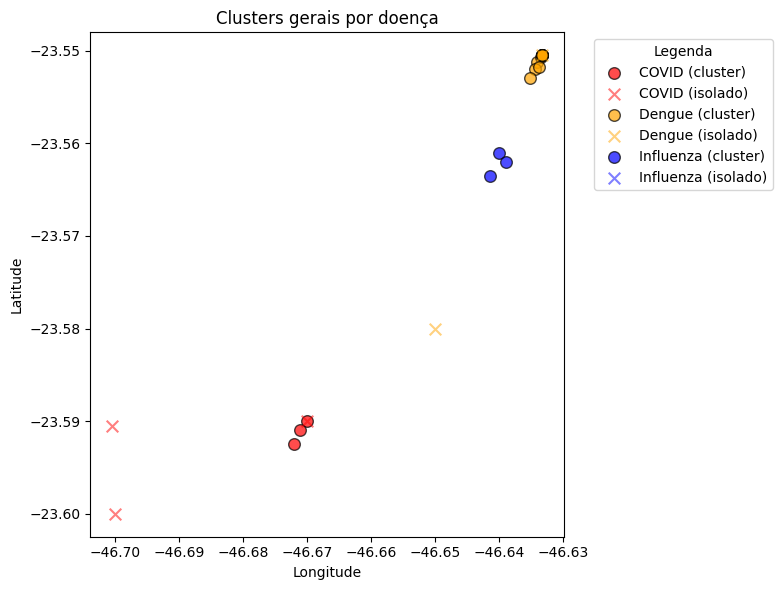 Clusters gerais por doença
−23.55
−23.56
−23.57
−23.58
−23.59
−23.60
Latitude
−46.70
−46.69
−46.68
−46.67
−46.66
−46.65
−46.64
−46.63
Longitude
Legenda
COVID (cluster)
COVID (isolado)
Dengue (cluster)
Dengue (isolado)
Influenza (cluster)
Influenza (isolado)